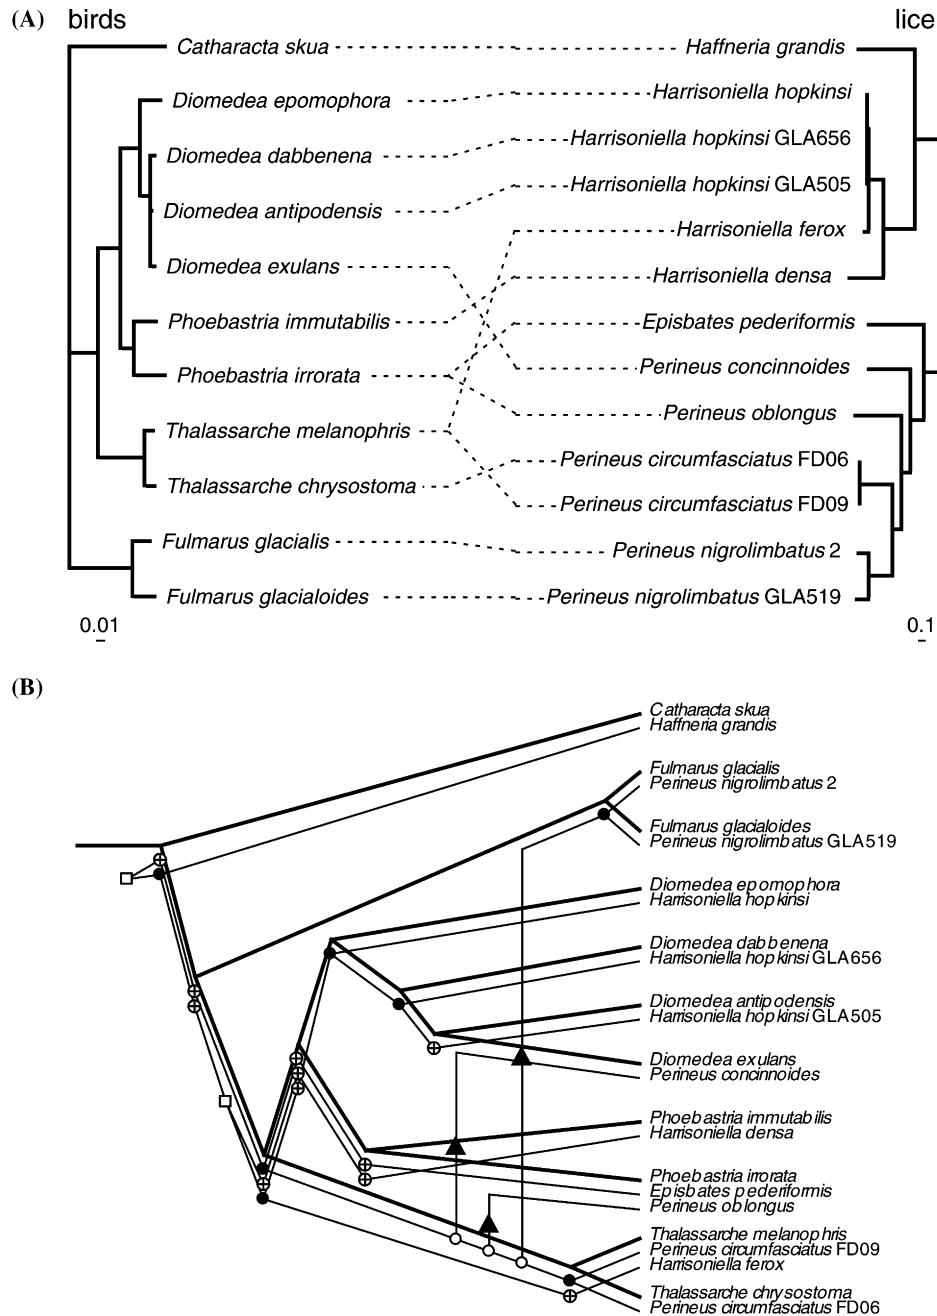 (A) birds lice
Catharacta skua Haffneria grandis
Diomedea epomophora Harrisoniella hopkinsi
Diomedea dabbenena Harrisoniella hopkinsi GLA656
Diomedea antipodensis Harrisoniella hopkinsi GLA505
Harrisoniella ferox
Diomedea exulans Harrisoniella densa
Phoebastria immutabilis Episbates pederiformis
Phoebastria irrorata Perineus concinnoides
Perineus oblongus
Thalassarche melanophris Perineus circumfasciatus FD06
Thalassarche chrysostoma Perineus circumfasciatus FD09
Fulmarus glacialis Perineus nigrolimbatus 2
Fulmarus glacialoides Perineus nigrolimbatus GLA519
0.01 0.1
(B)
Catharacta skua
Haffneria grandis
Fulmarus glacialis
Perineus nigrolimbatus 2
Fulmarus glacialoides
Perineus nigrolimbatus GLA519
Diomedea epomophora
Harrisoniella hopkinsi
Diomedea dabbenena
Harrisoniella hopkinsi GLA656
Diomedea antipodensis
Harrisoniella hopkinsi GLA505
Diomedea exulans
Perineus concinnoides
Phoebastria immutabilis
Harrisoniella densa
Phoebastria irrorata
Episbates pederiformis
Perineus oblongus
Thalassarche melanophris
Perineus circumfasciatus FD09
Harrisoniella ferox
Thalassarche chrysostoma
Perineus circumfasciatus FD06